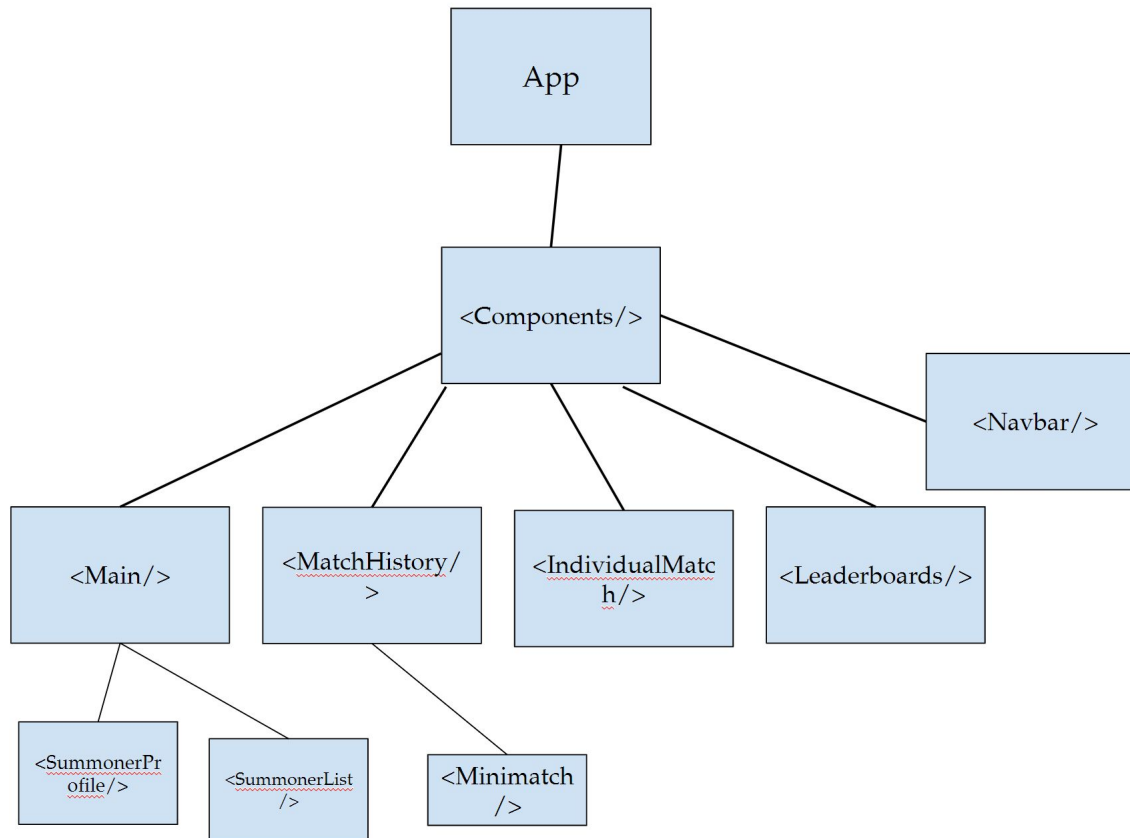 App
<Components/>
<Navbar/>
<Main/>
<MatchHistory/
>
<IndividualMatc
h/>
<Leaderboards/>
<SummonerPr
ofile/>
<SummonerList
/>
<Minimatch
/>